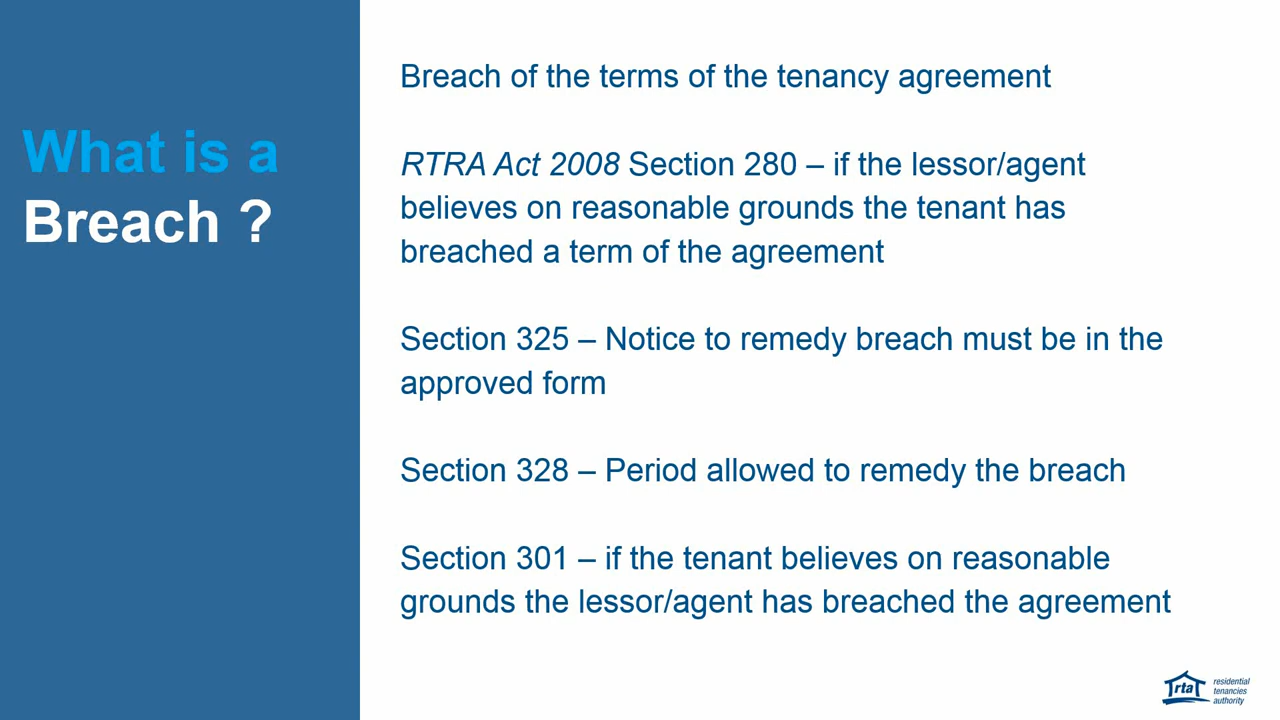 What is a
Breach ?
Breach of the terms of the tenancy agreement
RTRA Act 2008 Section 280 – if the lessor/agent
believes on reasonable grounds the tenant has
breached a term of the agreement
Section 325 – Notice to remedy breach must be in the
approved form
Section 328 – Period allowed to remedy the breach
Section 301 – if the tenant believes on reasonable
grounds the lessor/agent has breached the agreement
rta
residential
tenancies
authority